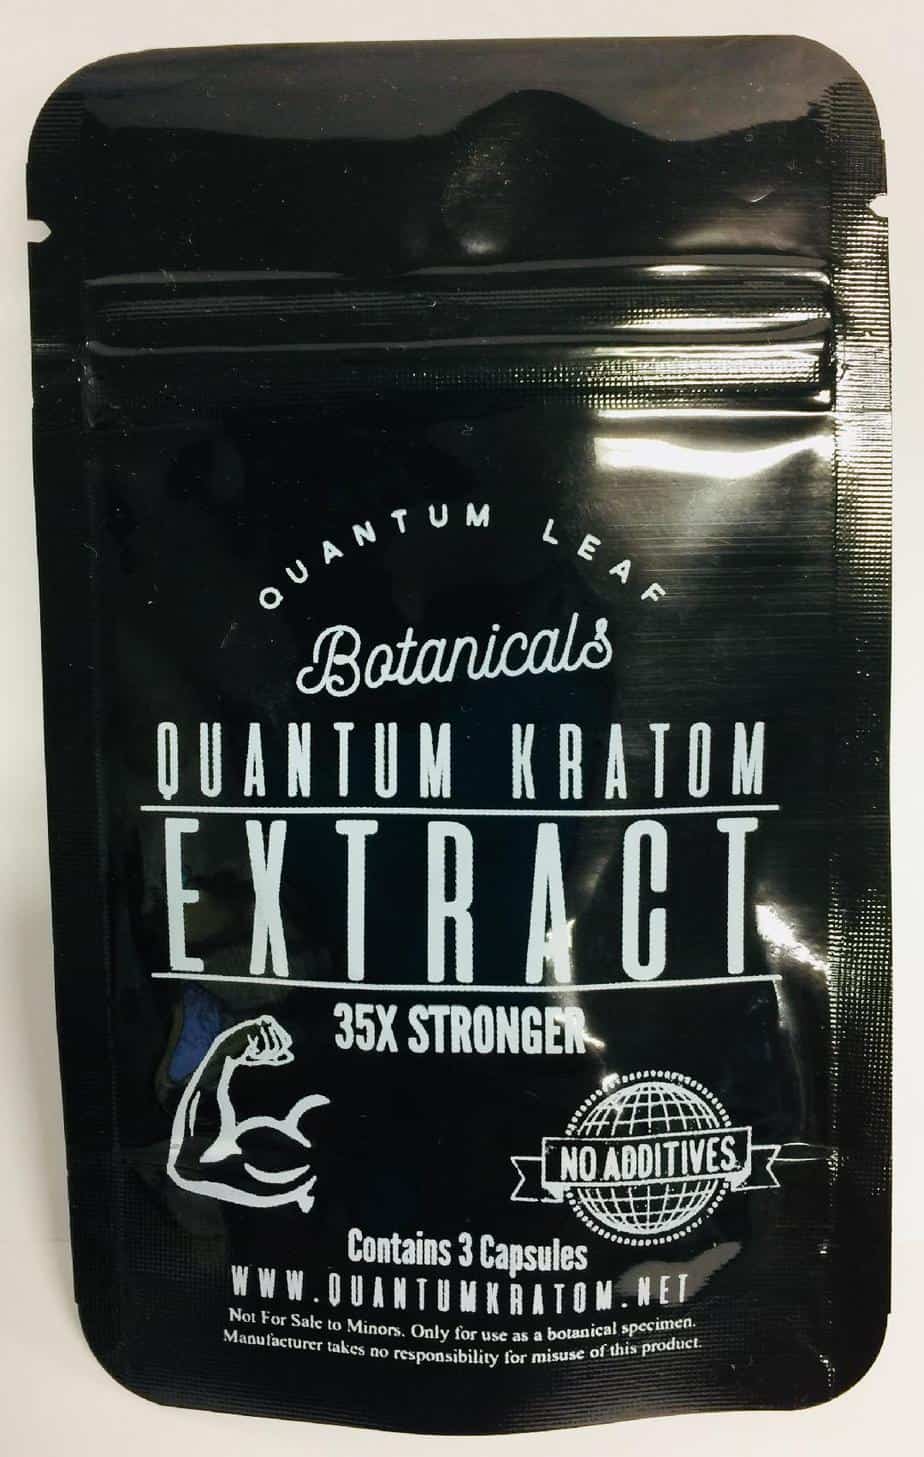 QUANTUM LEAF
Botanicals
QUANTUM KRATOM
EXTRACT
35X STRONGER
NO ADDITIVES
Contains 3 Capsules
WWW.QUANTUMKRATOM.NET
Not For Sale to Minors. Only for use as a botanical specimen.
Manufacturer takes no responsibility for misuse of this product.